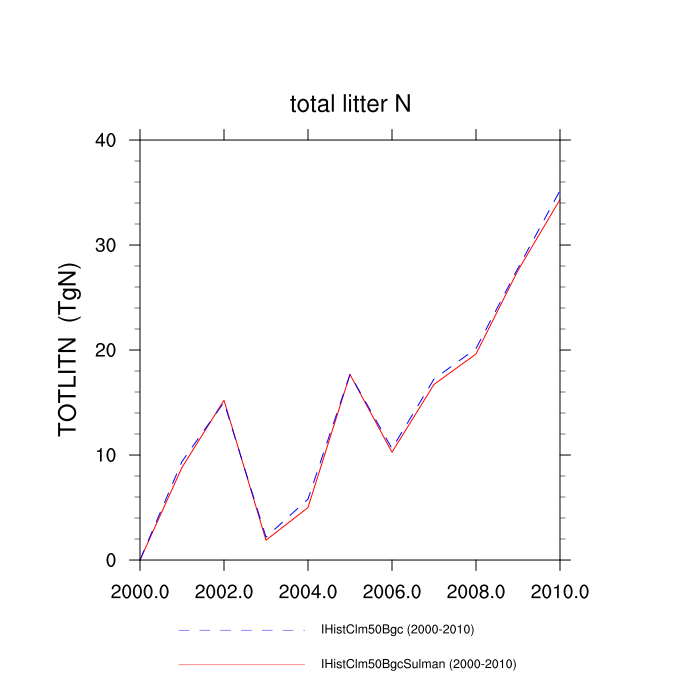 total litter N
40
30
20
10
0
TOTLITN (TgN)
2000.0 2002.0 2004.0 2006.0 2008.0 2010.0
IHistClm50Bgc (2000-2010)
IHistClm50BgcSulman (2000-2010)